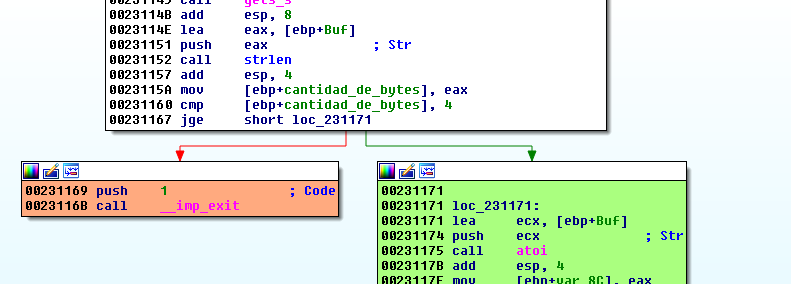 00231145 call gets_s
0023114B add esp, 8
0023114E lea eax, [ebp+Buf]
00231151 push eax ; Str
00231152 call strlen
00231157 add esp, 4
0023115A mov [ebp+cantidad_de_bytes], eax
00231160 cmp [ebp+cantidad_de_bytes], 4
00231167 jge short loc_231171
00231169 push 1 ; Code
0023116B call __imp_exit
00231171
00231171 loc_231171:
00231171 lea ecx, [ebp+Buf]
00231174 push ecx ; Str
00231175 call atoi
0023117B add esp, 4
0023117E mov [ebp+var_8C], eax